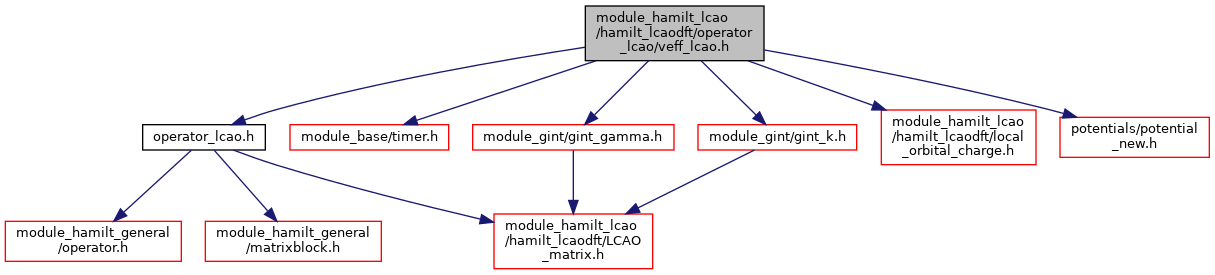 module_hamilt_lcao
/hamilt_lcaodft/operator
_lcao/veff_lcao.h
operator_lcao.h
module_base/timer.h
module_gint/gint_gamma.h
module_gint/gint_k.h
module_hamilt_lcao
/hamilt_lcaodft/local
_orbital_charge.h
potentials/potential
_new.h
module_hamilt_general
/operator.h
module_hamilt_general
/matrixblock.h
module_hamilt_lcao
/hamilt_lcaodft/LCAO
_matrix.h